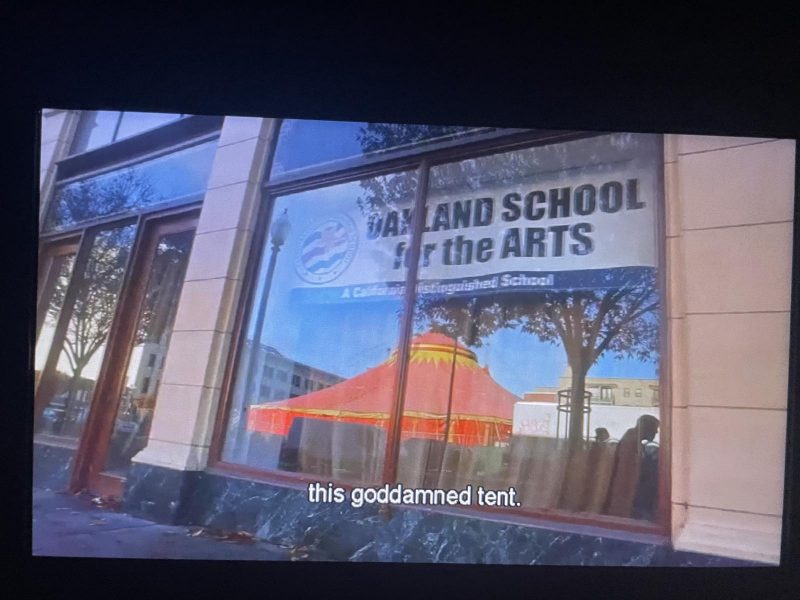 OAKLAND SCHOOL
for the ARTS
A California Distinguished School
this goddamned tent.